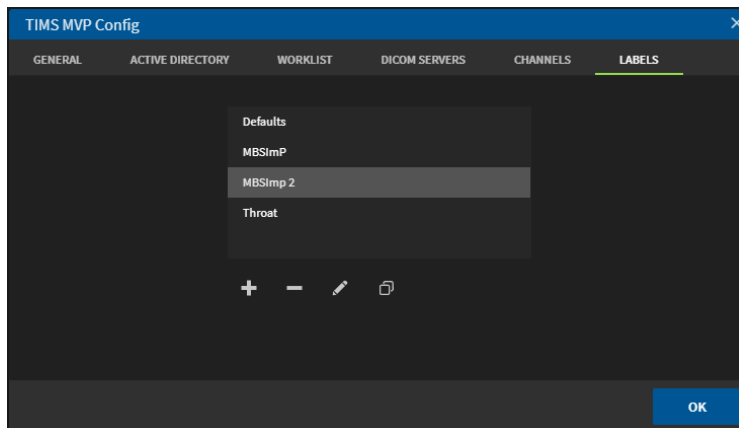 TIMS MVP Config
GENERAL ACTIVE DIRECTORY WORKLIST DICOM SERVERS CHANNELS LABELS
Defaults
MBSImP
MBSImp 2
Throat
OK